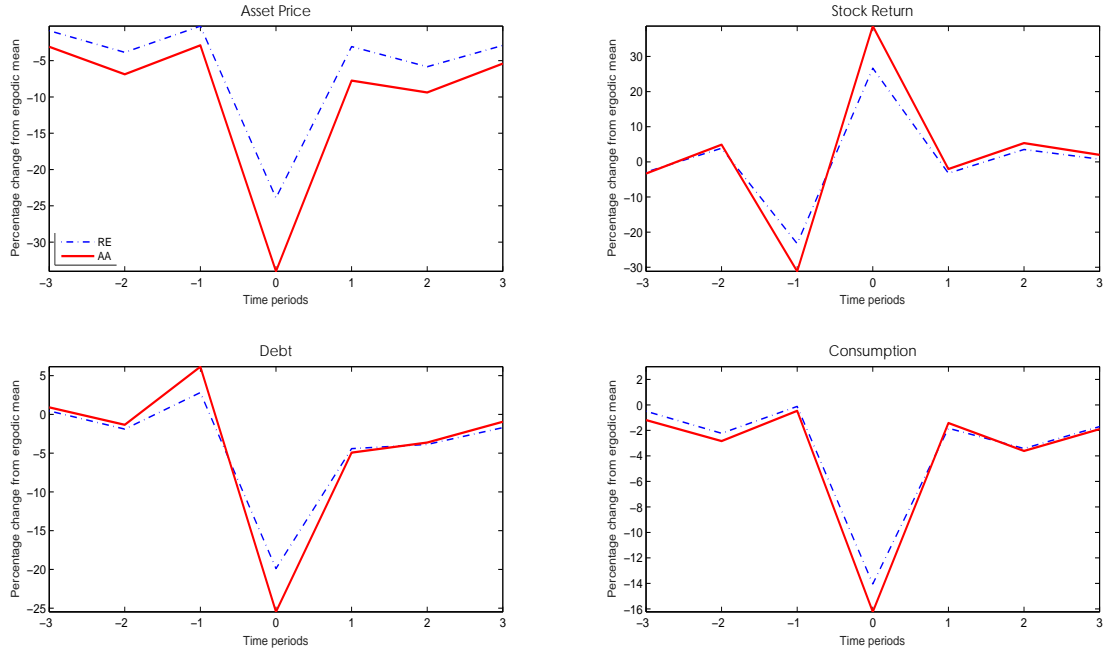 Asset Price
Percentage change from ergodic mean
−5
−10
−15
−20
−25
−30
RE
AA
−3 −2 −1 0 1 2 3
Time periods
Stock Return
Percentage change from ergodic mean
30
20
10
0
−10
−20
−30
−3 −2 −1 0 1 2 3
Time periods
Debt
Percentage change from ergodic mean
5
0
−5
−10
−15
−20
−25
−3 −2 −1 0 1 2 3
Time periods
Consumption
Percentage change from ergodic mean
2
0
−2
−4
−6
−8
−10
−12
−14
−16
−3 −2 −1 0 1 2 3
Time periods